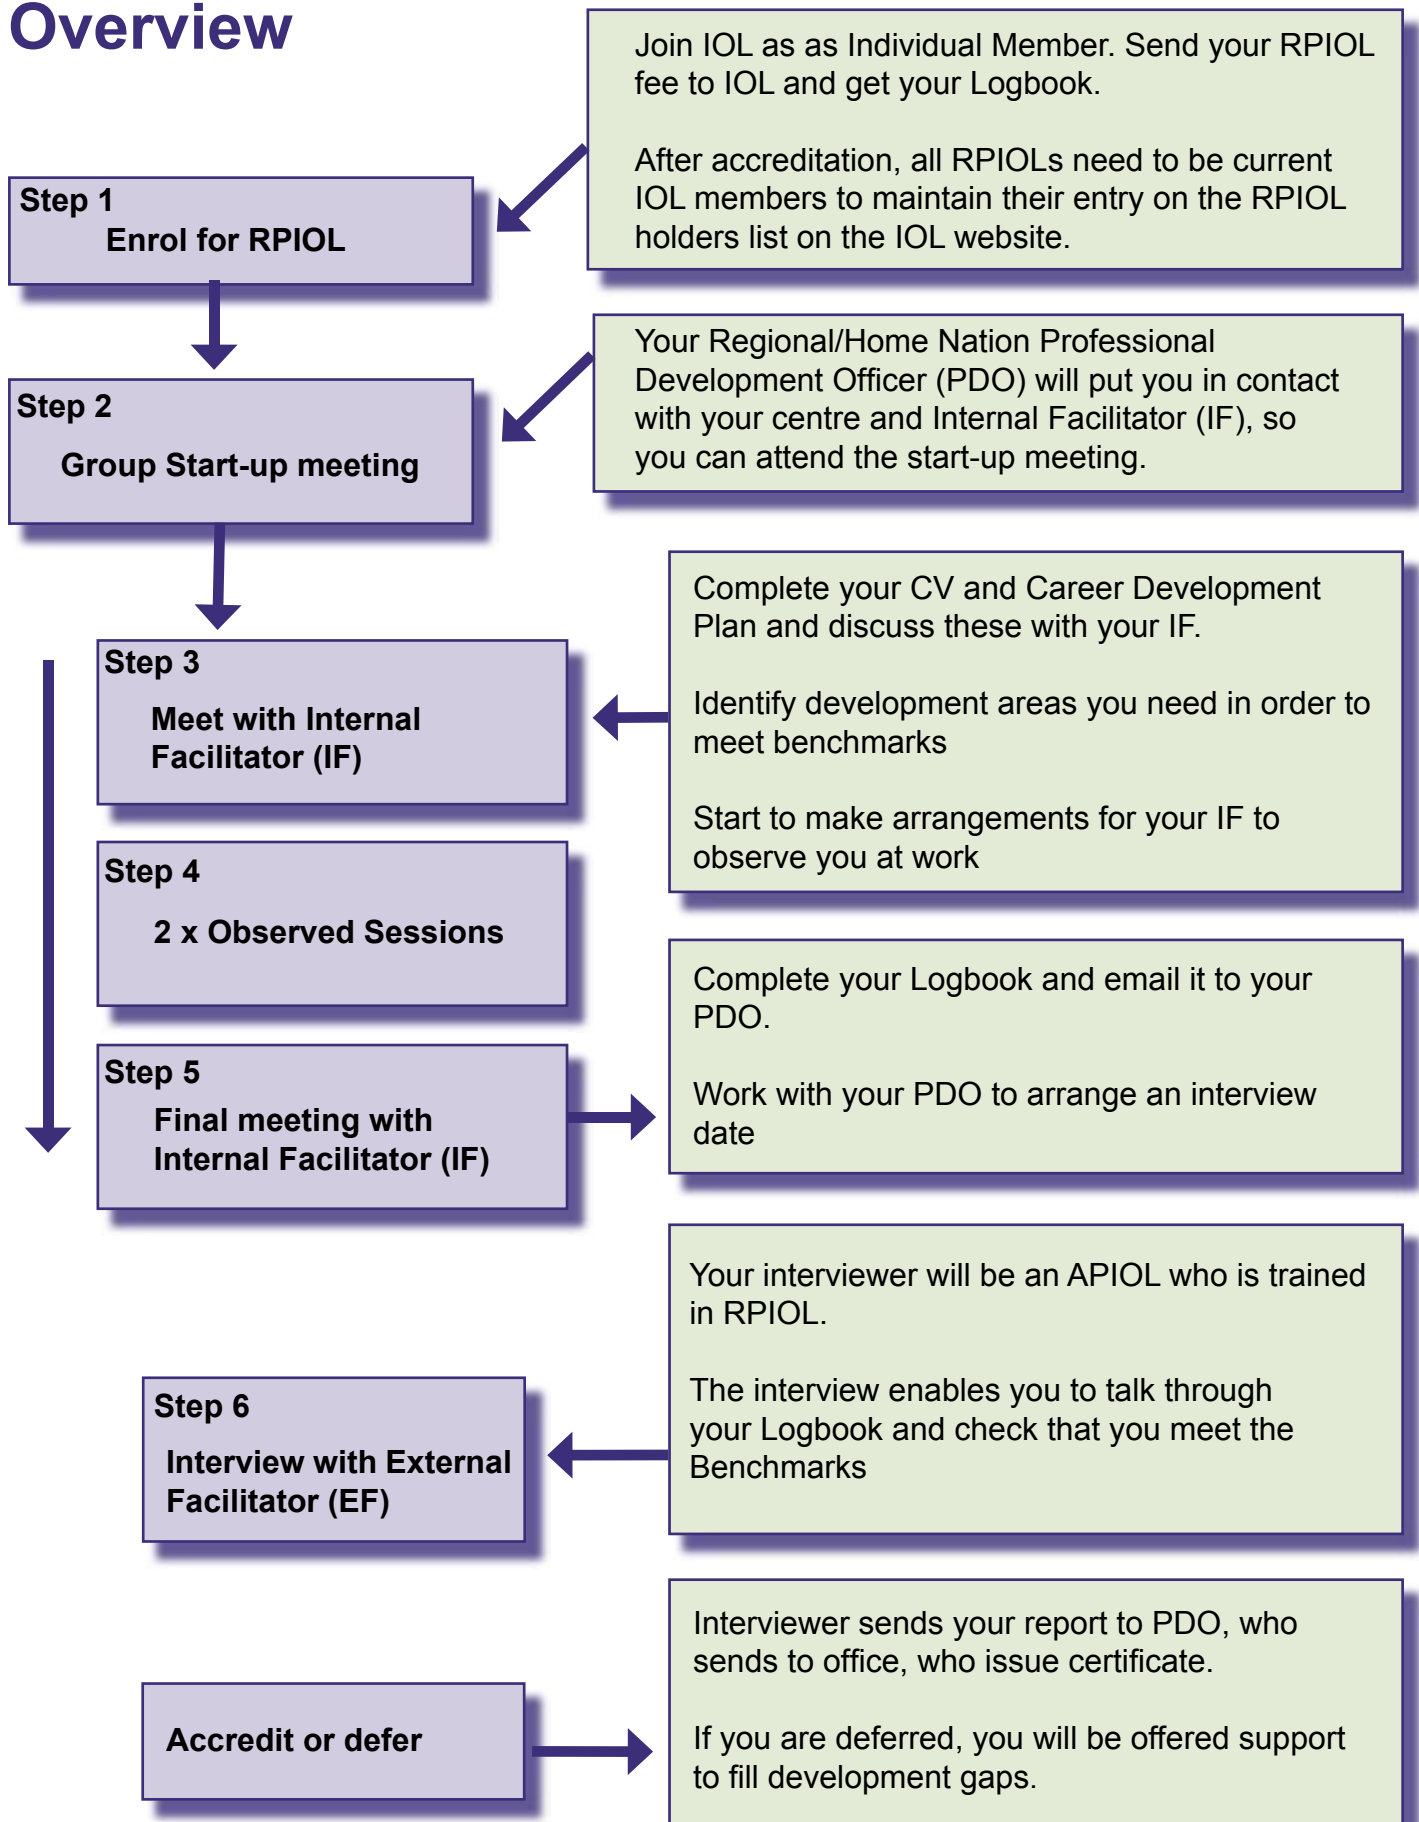 Overview
Join IOL as as Individual Member. Send your RPIOL
fee to IOL and get your Logbook.
After accreditation, all RPIOLs need to be current
IOL members to maintain their entry on the RPIOL
holders list on the IOL website.
Step 1
Enrol for RPIOL
Your Regional/Home Nation Professional
Development Officer (PDO) will put you in contact
with your centre and Internal Facilitator (IF), so
you can attend the start-up meeting.
Step 2
Group Start-up meeting
Complete your CV and Career Development
Plan and discuss these with your IF.
Identify development areas you need in order to
meet benchmarks
Start to make arrangements for your IF to
observe you at work
Step 3
Meet with Internal
Facilitator (IF)
Step 4
2 x Observed Sessions
Step 5
Final meeting with
Internal Facilitator (IF)
Complete your Logbook and email it to your
PDO.
Work with your PDO to arrange an interview
date
Your interviewer will be an APIOL who is trained
in RPIOL.
The interview enables you to talk through
your Logbook and check that you meet the
Benchmarks
Step 6
Interview with External
Facilitator (EF)
Accredit or defer
Interviewer sends your report to PDO, who
sends to office, who issue certificate.
If you are deferred, you will be offered support
to fill development gaps.